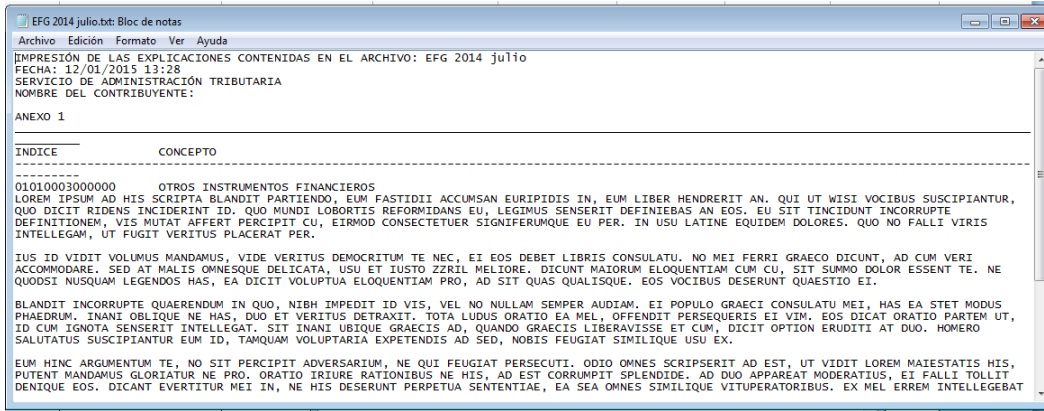 EFG 2014 julio.txt: Bloc de notas
Archivo Edición Formato Ver Ayuda
IMPRESIÓN DE LAS EXPLICACIONES CONTENIDAS EN EL ARCHIVO: EFG 2014 julio
FECHA: 12/01/2015 13:28
SERVICIO DE ADMINISTRACIÓN TRIBUTARIA
NOMBRE DEL CONTRIBUYENTE:
ANEXO 1
INDICE CONCEPTO
01010003000000 OTROS INSTRUMENTOS FINANCIEROS
LOREM IPSUM AD HIS SCRIPTA BLANDIT PARTIENDO, EUM FASTIDII ACCUMSAN EURIPIDIS IN, EUM LIBER HENDRERIT AN. QUI UT WISI VOCIBUS SUSCIPIANTUR,
QUO DICIT RIDENS INCIDERINT ID. QUO MUNDI LOBORTIS REFORMIDANS EU, LEGIMUS SENSERIT DEFINIEBAS AN EOS. EU SIT TINCIDUNT INCORRUPTE
DEFINITIONEM, VIS MUTAT AFFERT PERCIPIT CU, EIRMOD CONSECTETUER SIGNIFERUMQUE EU PER. IN USU LATINE EQUIDEM DOLORES. QUO NO FALLI VIRIS
INTELLEGAM, UT FUGIT VERITUS PLACERAT PER.
IUS ID VIDIT VOLUMUS MANDAMUS, VIDE VERITUS DEMOCRITUM TE NEC, EI EOS DEBET LIBRIS CONSULATU. NO MEI FERRI GRAECO DICUNT, AD CUM VERI
ACCOMMODARE. SED AT MALIS OMNESQUE DELICATA, USU ET IUSTO ZZRIL MELIORE. DICUNT MAIORUM ELOQUENTIAM CUM CU, SIT SUMMO DOLOR ESSENT TE. NE
QUODSI NUSQUAM LEGENDOS HAS, EA DICIT VOLUPTUA ELOQUENTIAM PRO, AD SIT QUAS QUALISQUE. EOS VOCIBUS DESERUNT QUAESTIO EI.
BLANDIT INCORRUPTE QUAERENDUM IN QUO, NIBH IMPEDIT ID VIS, VEL NO NULLAM SEMPER AUDIAM. EI POPULO GRAECI CONSULATU MEI, HAS EA STET MODUS
PHAEDRUM. INANI OBLIQUE NE HAS, DUO ET VERITUS DETRAXIT. TOTA LUDUS ORATIO EA MEL, OFFENDIT PERSEQUERIS EI VIM. EOS DICAT ORATIO PARTEM UT,
ID CUM IGNOTA SENSERIT INTELLEGAT. SIT INANI UBIQUE GRAECIS AD, QUANDO GRAECIS LIBERAVISSE ET CUM, DICIT OPTION ERUDITI AT DUO. HOMERO
SALUTATUS SUSCIPIANTUR EUM ID, TAMQUAM VOLUPTARIA EXPETENDIS AD SED, NOBIS FEUGIAT SIMILIQUE USU EX.
EUM HINC ARGUMENTUM TE, NO SIT PERCIPIT ADVERSARIUM, NE QUI FEUGIAT PERSECUTI. ODIO OMNES SCRIPSERIT AD EST, UT VIDIT LOREM MAIESTATIS HIS,
PUTENT MANDAMUS GLORIATUR NE PRO. ORATIO IRIURE RATIONIBUS NE HIS, AD EST CORRUMPIT SPLENDIDE. AD DUO APPAREAT MODERATIUS, EI FALLI TOLLIT
DENIQUE EOS. DICANT EVERTITUR MEI IN, NE HIS DESERUNT PERPETUA SENTENTIAE, EA SEA OMNES SIMILIQUE VITUPERATORIBUS. EX MEL ERREM INTELLEGEBAT